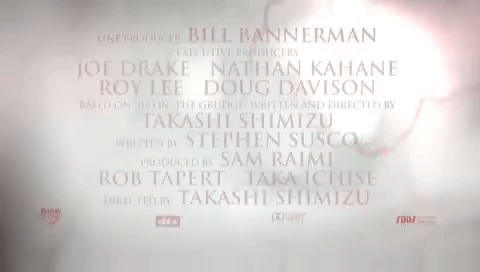 LINE PRODUCER BILL BANNERMAN
EXECUTIVE PRODUCERS
JOE DRAKE NATHAN KAHANE
ROY LEE DOUG DAVISON
BASED ON "JU-ON: THE GRUDGE" WRITTEN AND DIRECTED BY
TAKASHI SHIMIZU
WRITTEN BY STEPHEN SUSCO
PRODUCED BY SAM RAIMI
ROB TAPERT TAKA ICHISE
DIRECTED BY TAKASHI SHIMIZU
dts